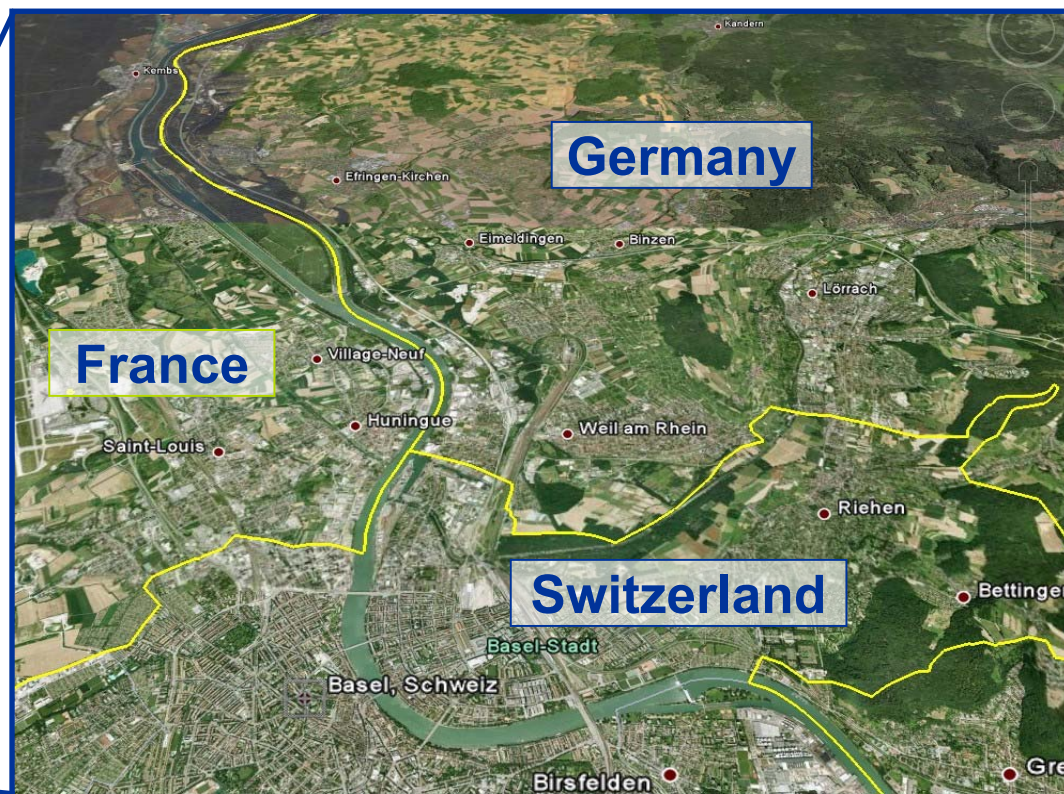 Kandern
Kembs
Germany
Efringen-Kirchen
Eimeldingen
Binzen
Lörrach
France
Village-Neuf
Huningue
Weil am Rhein
Saint-Louis
Riehen
Switzerland
Bettingen
Basel-Stadt
Basel, Schweiz
Birsfelden
Gre